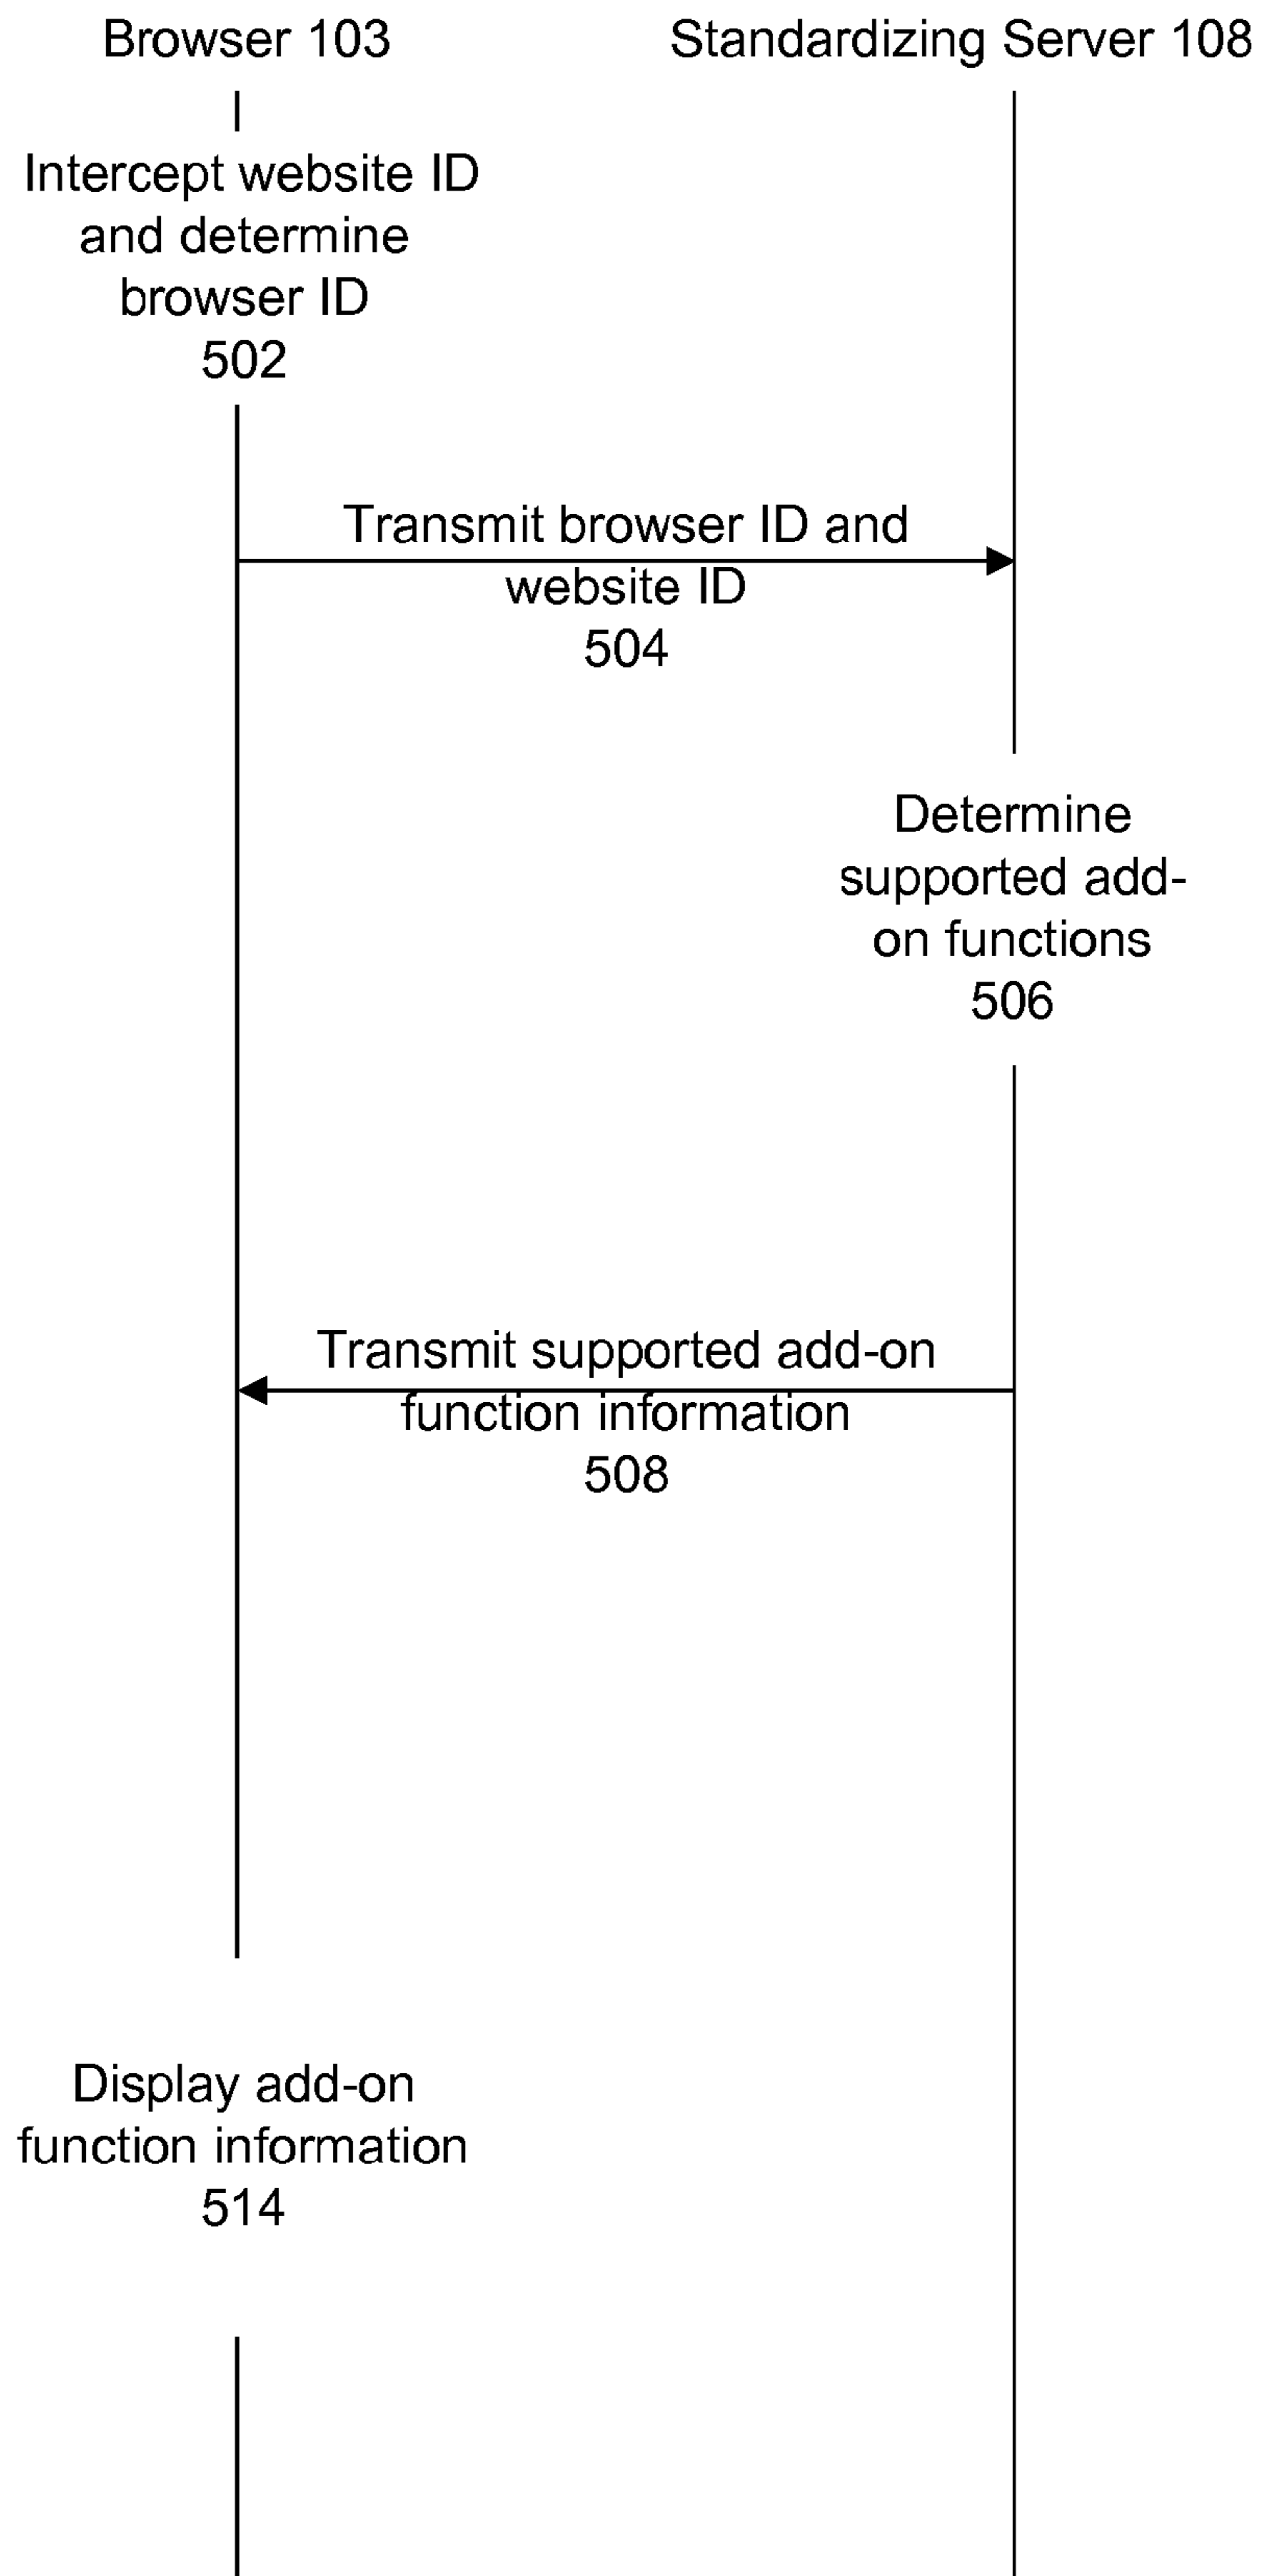 Browser 103
Standardizing Server 108
Intercept website ID
and determine
browser ID
502
Transmit browser ID and
website ID
504
Determine
supported add-
on functions
506
Transmit supported add-on
function information
508
Display add-on
function information
514